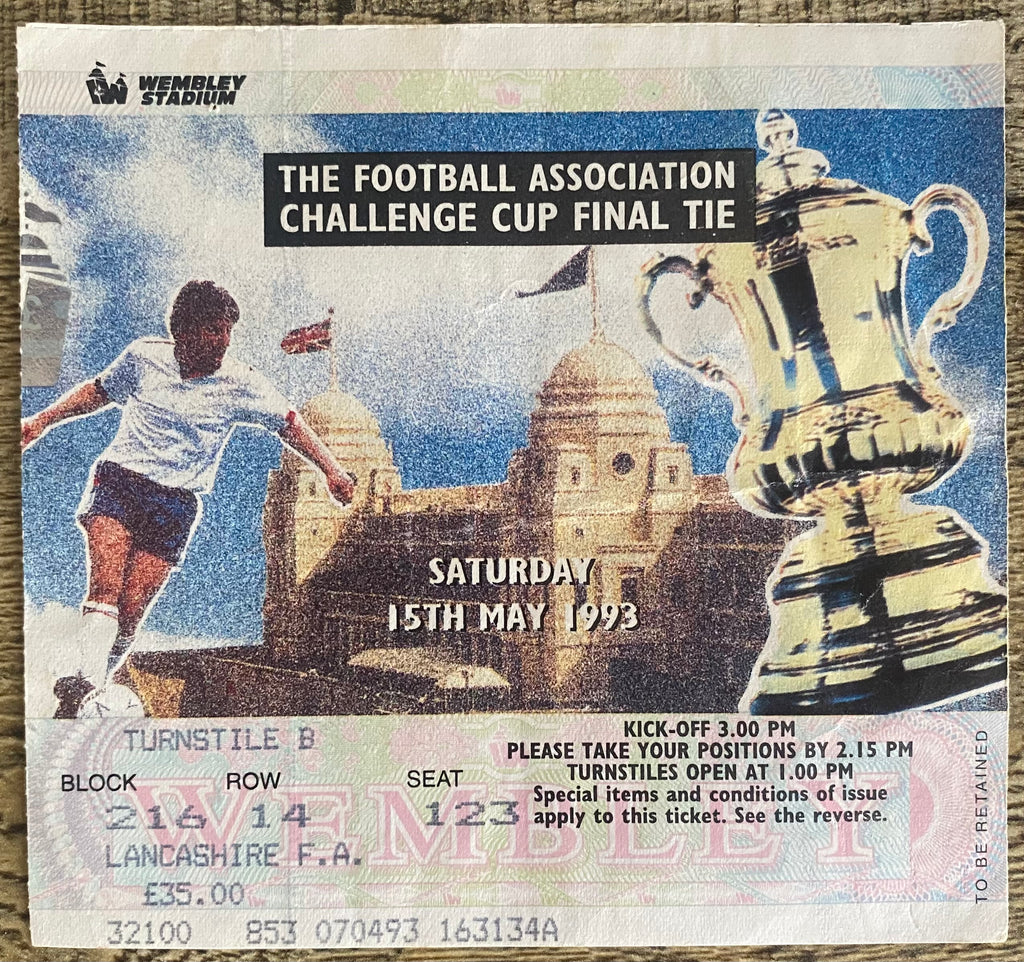 WEMBLEY
STADIUM
THE FOOTBALL ASSOCIATION
CHALLENGE CUP FINAL TIE
SATURDAY
15TH MAY 1993
TURNSTILE B
BLOCK ROW SEAT
216 14 123
LANCASHIRE F.A.
£35.00
32100 853 070493 163134A
KICK-OFF 3.00 PM
PLEASE TAKE YOUR POSITIONS BY 2.15 PM
TURNSTILES OPEN AT 1.00 PM
Special items and conditions of issue
apply to this ticket. See the reverse.
WEMBLEY
TO BE RETAINED